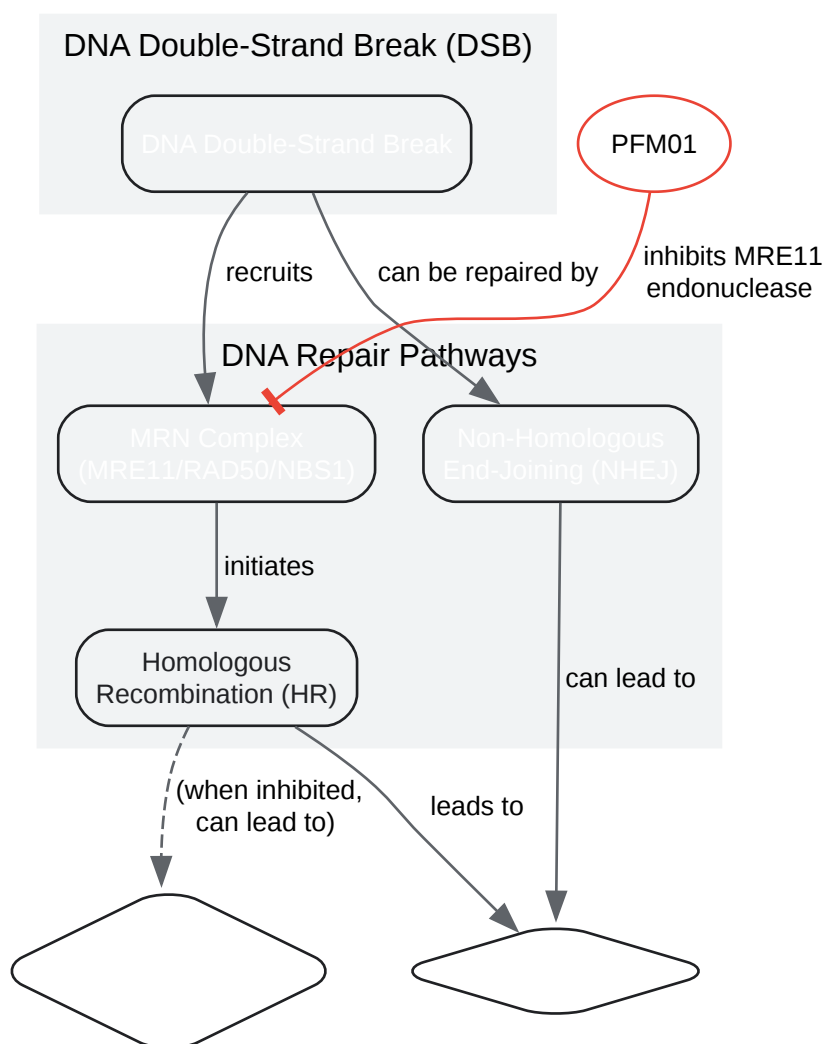 DNA Double-Strand Break (DSB)
DNA Double-Strand Break
PFM01
recruits
can be repaired by
inhibits MRE11
endonuclease
DNA Repair Pathways
MRN Complex
(MRE11/RAD50/NBS1)
Non-Homologous
End-Joining (NHEJ)
initiates
Homologous
Recombination (HR)
can lead to
(when inhibited,
can lead to)
leads to